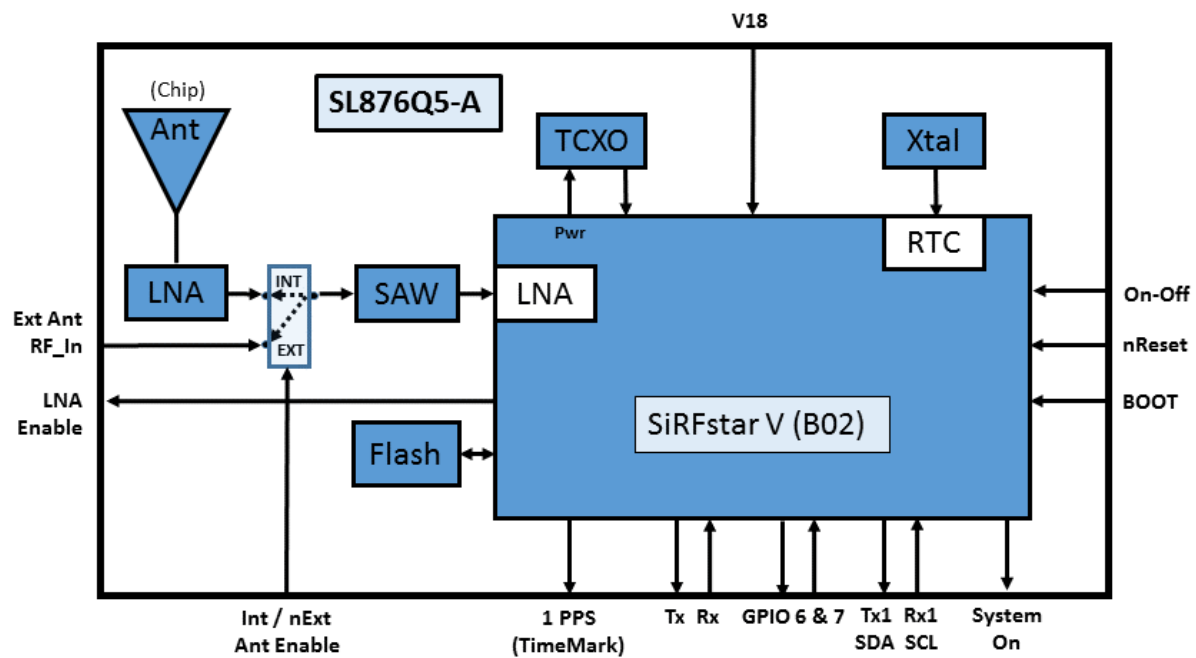 V18
(Chip)
Ant
SL876Q5-A
TCXO
Xtal
Pwr
RTC
LNA
INT
SAW
LNA
On-Off
Ext Ant
RF_In
EXT
nReset
LNA
Enable
BOOT
SiRFstar V (B02)
Flash
Int / nExt
Ant Enable
1 PPS
(TimeMark)
Tx Rx
GPIO 6 & 7
Tx1 Rx1
SDA SCL
System
On